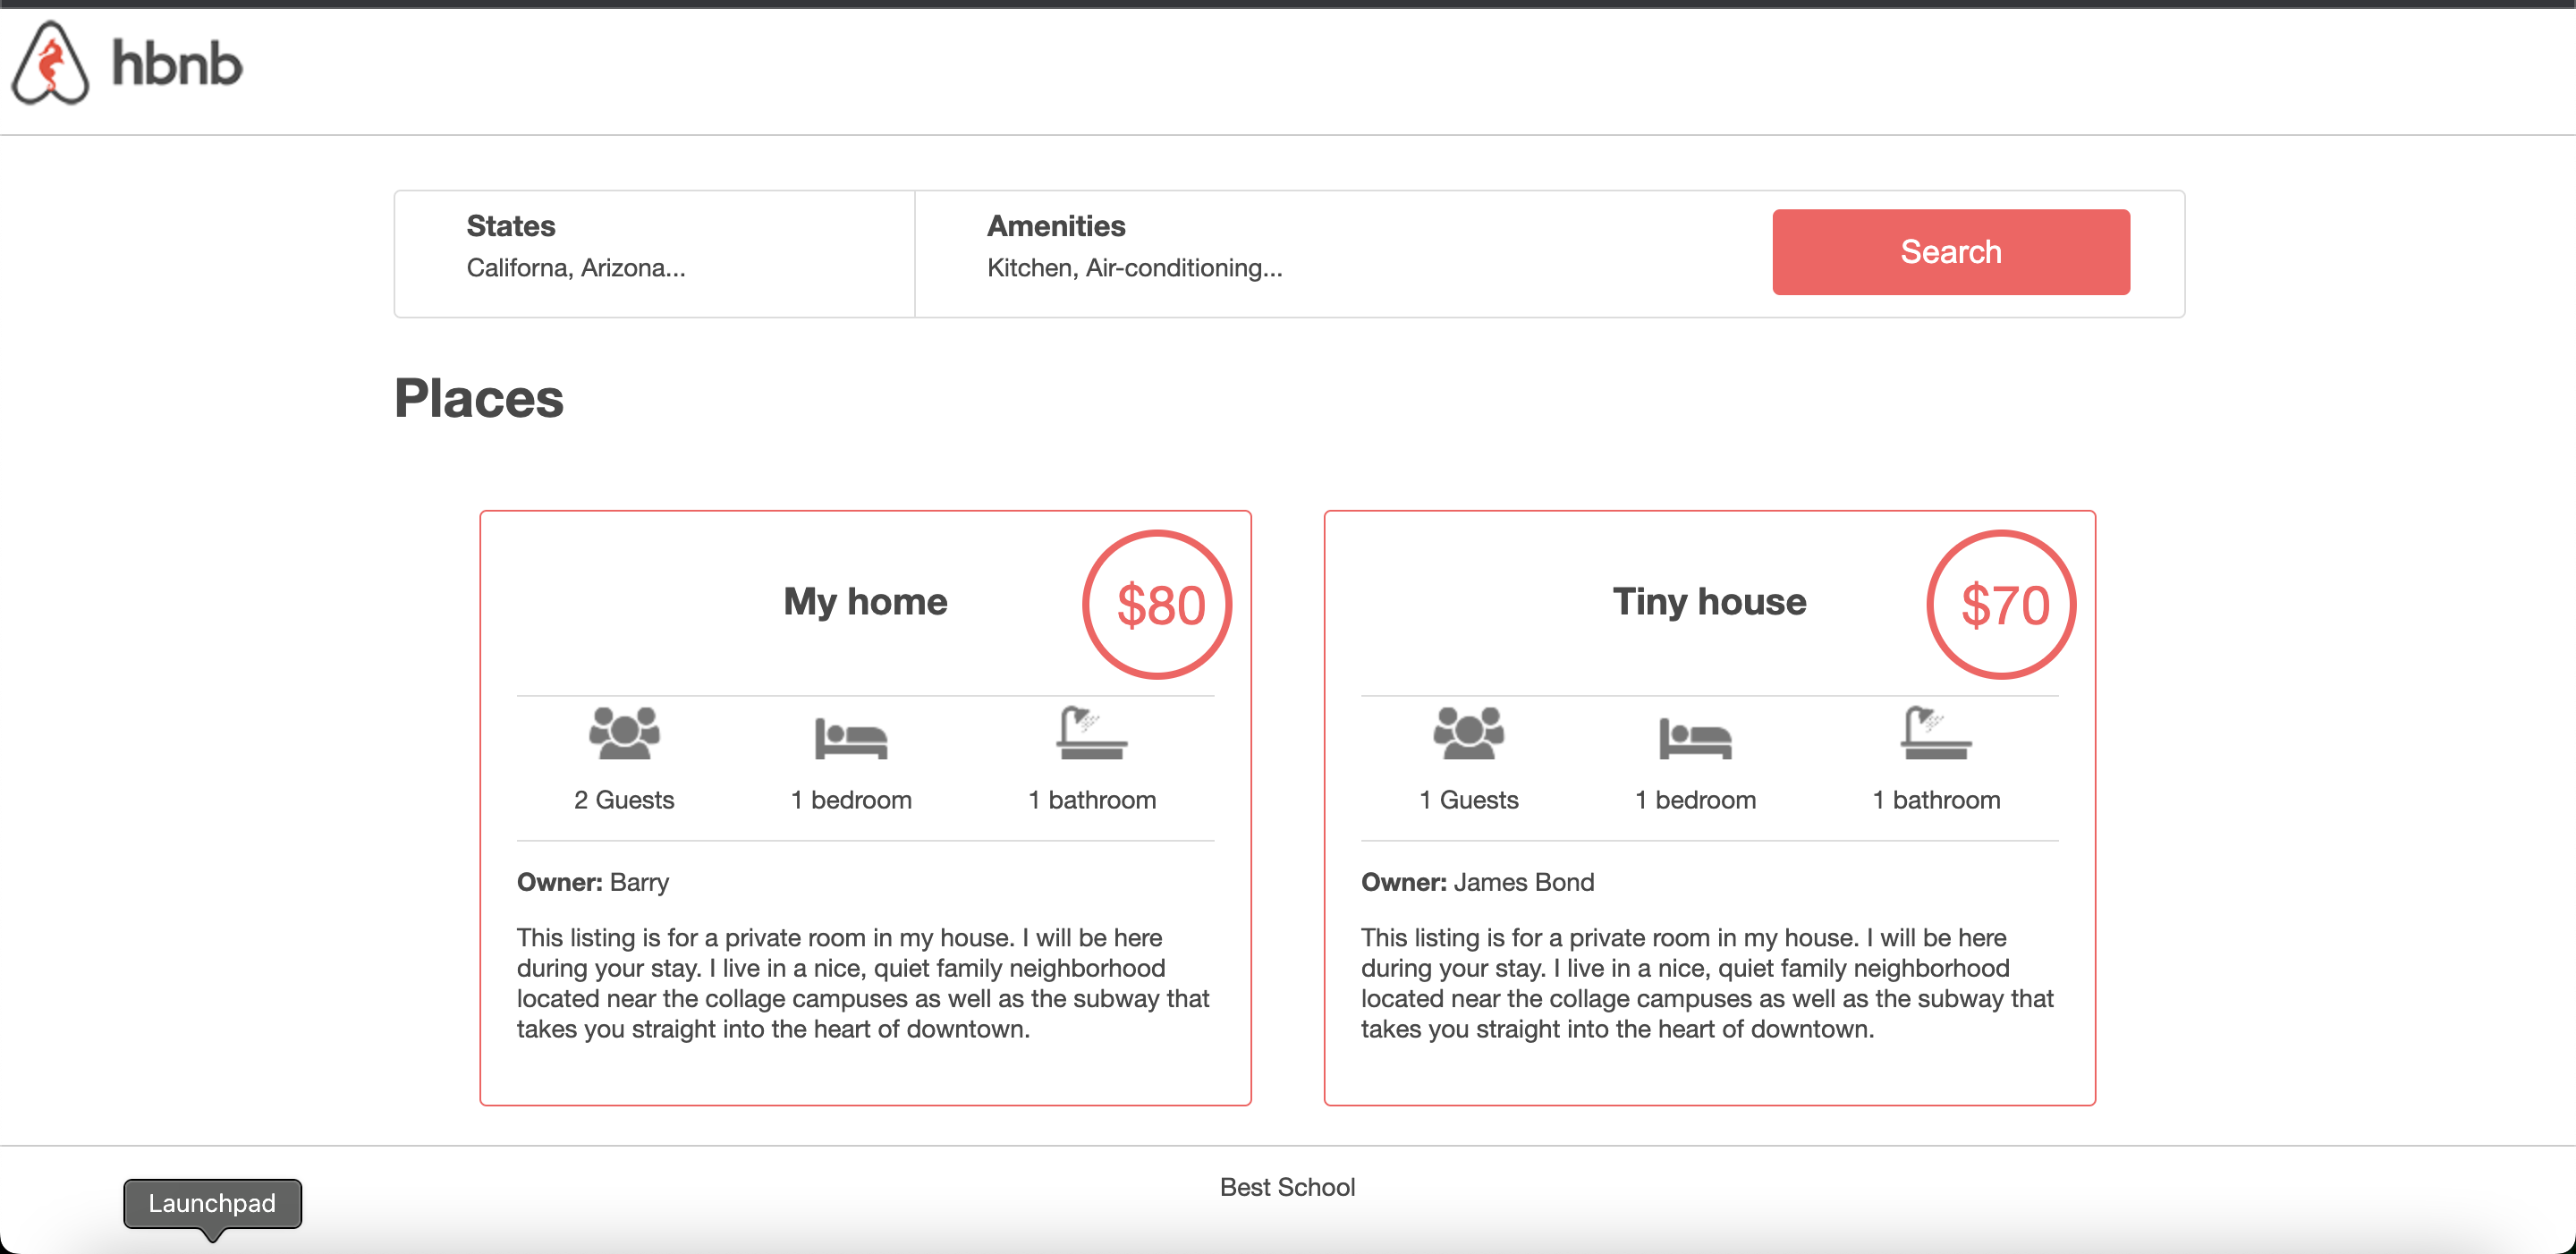 hbnb
States
Californa, Arizona...
Amenities
Kitchen, Air-conditioning...
Search
Places
My home
$80
2 Guests
1 bedroom
1 bathroom
Owner: Barry
This listing is for a private room in my house. I will be here
during your stay. I live in a nice, quiet family neighborhood
located near the collage campuses as well as the subway that
takes you straight into the heart of downtown.
Tiny house
$70
1 Guests
1 bedroom
1 bathroom
Owner: James Bond
This listing is for a private room in my house. I will be here
during your stay. I live in a nice, quiet family neighborhood
located near the collage campuses as well as the subway that
takes you straight into the heart of downtown.
Best School
Launchpad